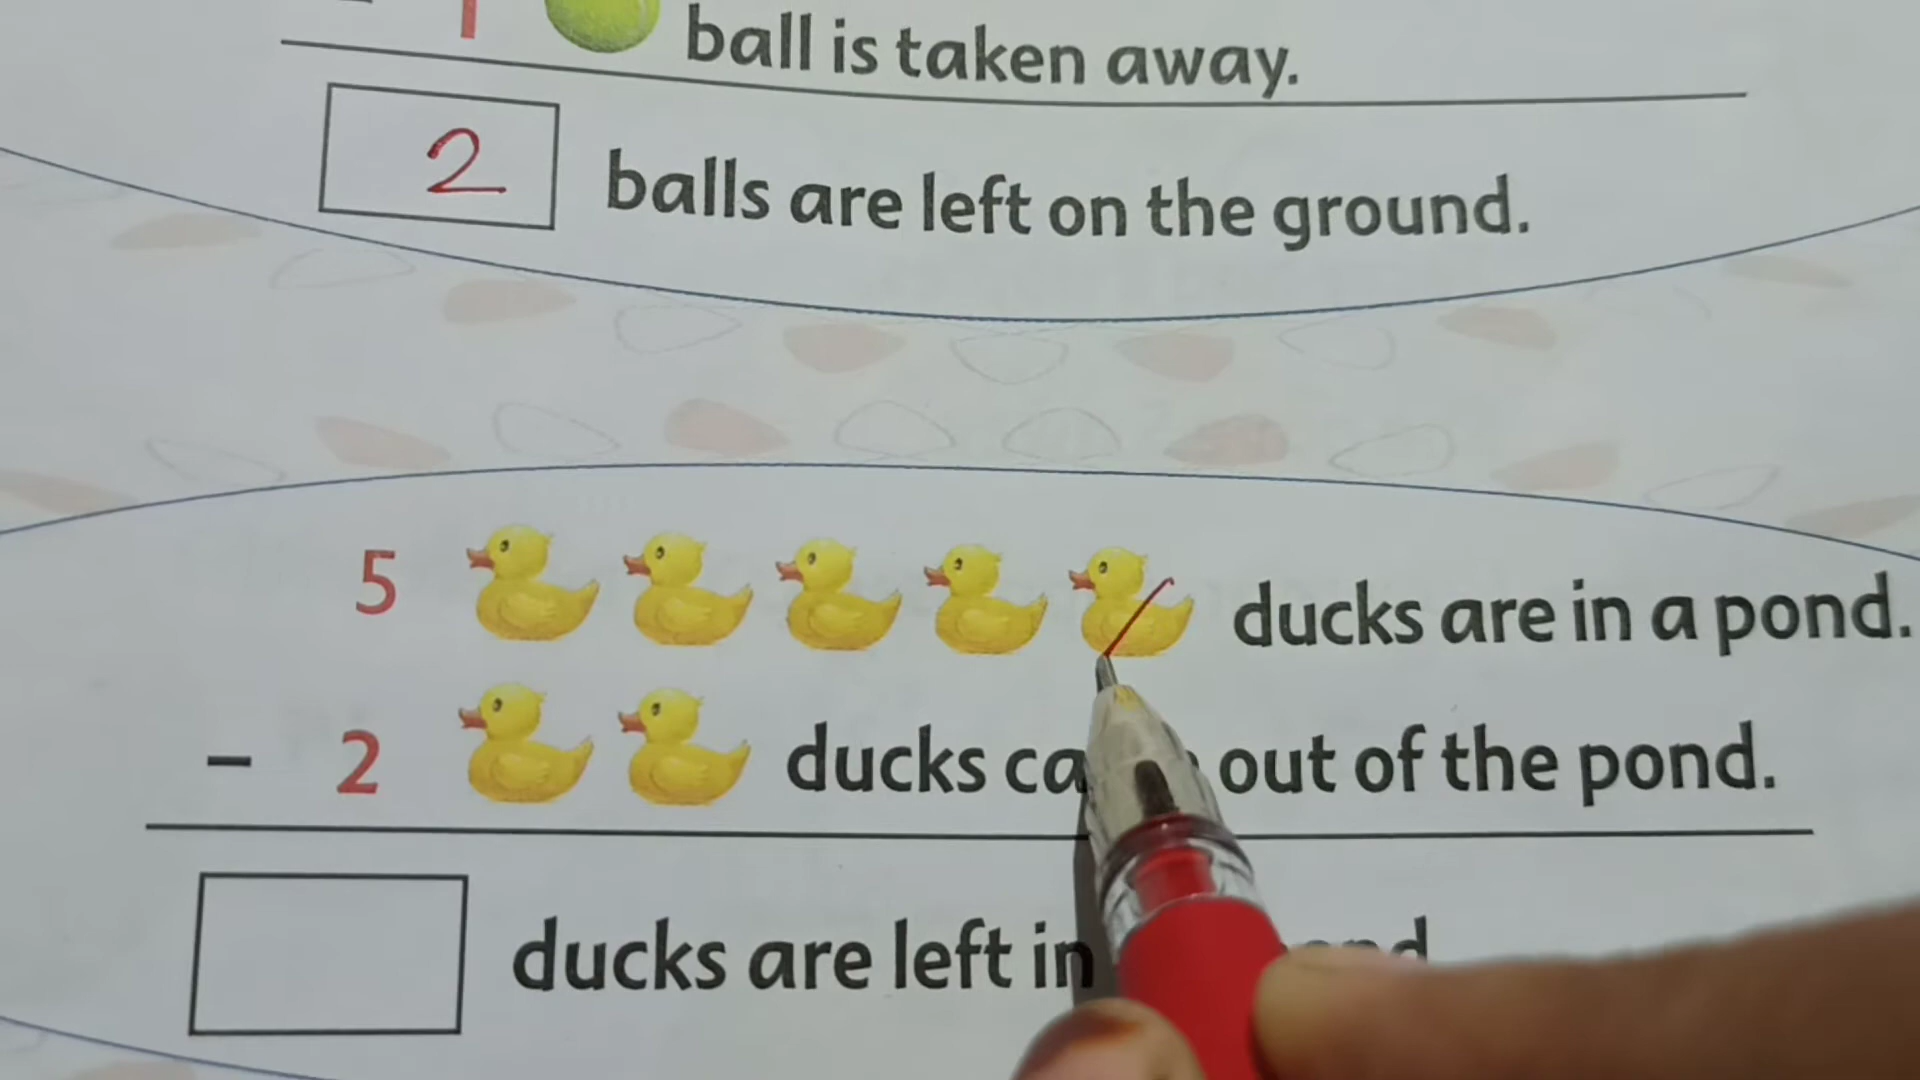 - 1 ball is taken away.
2 balls are left on the ground.
5 ducks are in a pond.
- 2 ducks out of the pond.
ducks are left in